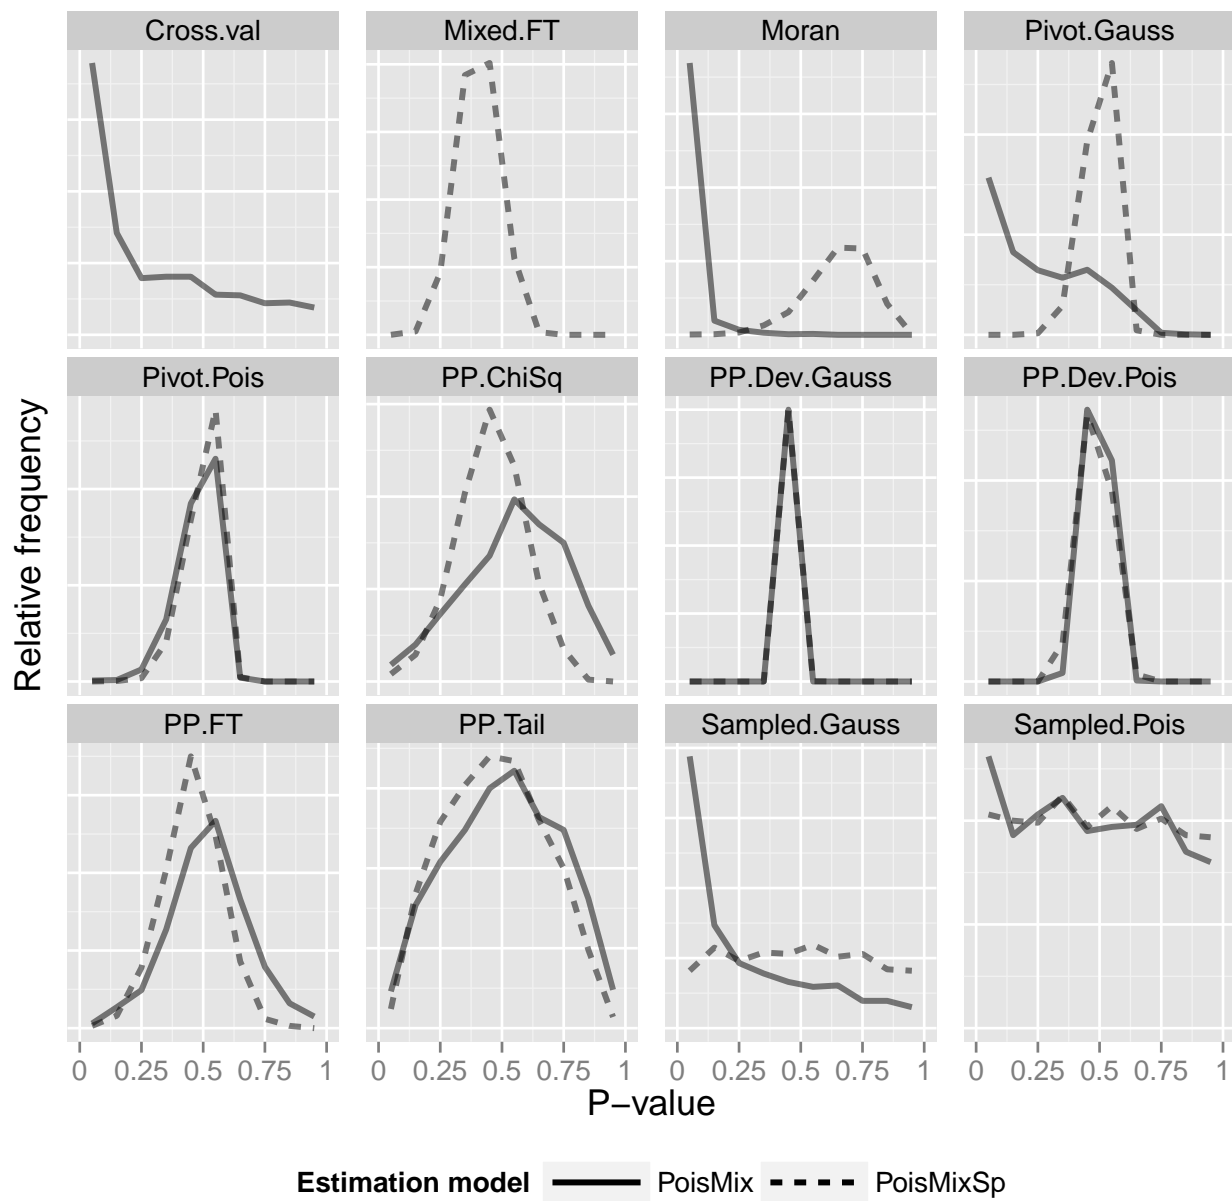 Cross.val Mixed.FT Moran Pivot.Gauss
Pivot.Pois PP.ChiSq PP.Dev.Gauss PP.Dev.Pois
PP.FT PP.Tail Sampled.Gauss Sampled.Pois
Relative frequency
0 0.25 0.5 0.75 1 0 0.25 0.5 0.75 1 0 0.25 0.5 0.75 1 0 0.25 0.5 0.75 1
P−value
Estimation model PoisMix PoisMixSp